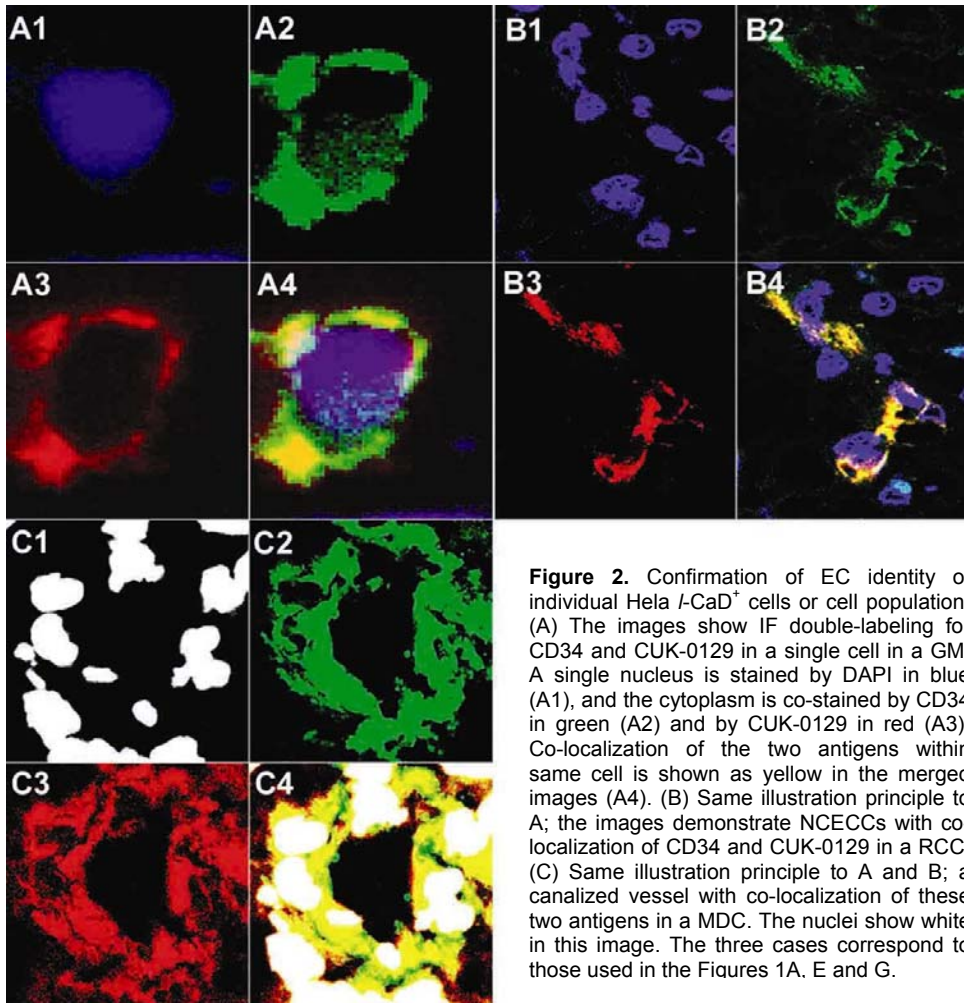 A1 A2 B1 B2
A3 A4 B3 B4
C1 C2
Figure 2. Confirmation of EC identity o
individual Hela l-CaD+ cells or cell population
(A) The images show IF double-labeling fo
CD34 and CUK-0129 in a single cell in a GM
A single nucleus is stained by DAPI in blue
(A1), and the cytoplasm is co-stained by CD34
in green (A2) and by CUK-0129 in red (A3)
Co-localization of the two antigens within
same cell is shown as yellow in the merged
images (A4). (B) Same illustration principle to
A; the images demonstrate NCECCs with co-
localization of CD34 and CUK-0129 in a RCC
(C) Same illustration principle to A and B; a
canalized vessel with co-localization of these
two antigens in a MDC. The nuclei show white
in this image. The three cases correspond to
those used in the Figures 1A, E and G.
C3 C4